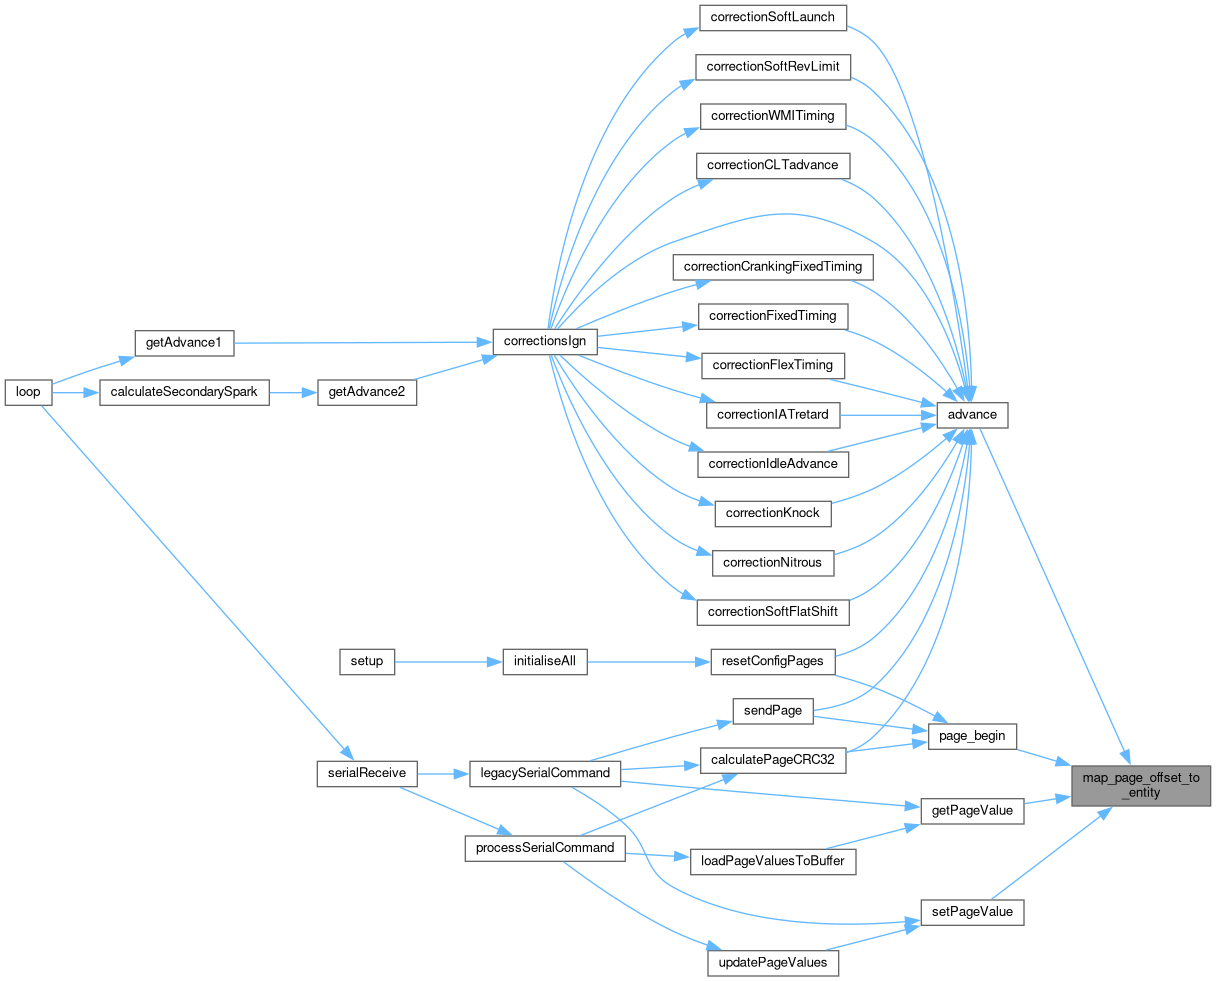 correctionSoftLaunch
correctionSoftRevLimit
correctionWMITiming
correctionCLTadvance
correctionCrankingFixedTiming
correctionFixedTiming
correctionsIgn
getAdvance1
correctionFlexTiming
loop
calculateSecondarySpark
getAdvance2
correctionIATretard
advance
correctionIdleAdvance
correctionKnock
correctionNitrous
correctionSoftFlatShift
setup
initialiseAll
resetConfigPages
sendPage
page_begin
calculatePageCRC32
serialReceive
legacySerialCommand
map_page_offset_to
_entity
getPageValue
processSerialCommand
loadPageValuesToBuffer
setPageValue
updatePageValues